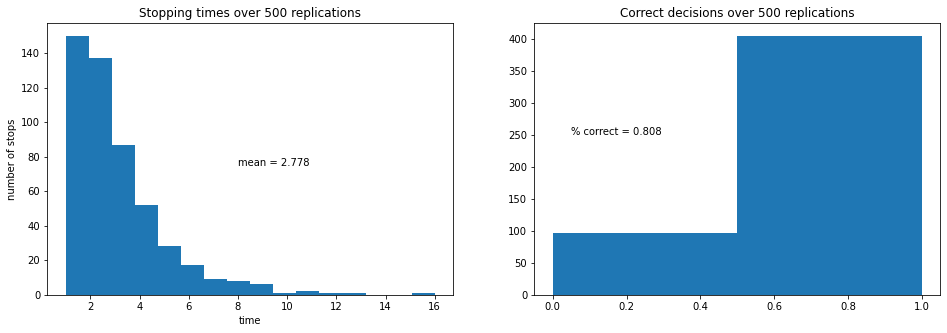 Stopping times over 500 replications
140
120
100
80
60
40
20
0
number of stops
mean = 2.778
2 4 6 8 10 12 14 16
time
Correct decisions over 500 replications
400
350
300
250
200
150
100
50
0
% correct = 0.808
0.0 0.2 0.4 0.6 0.8 1.0